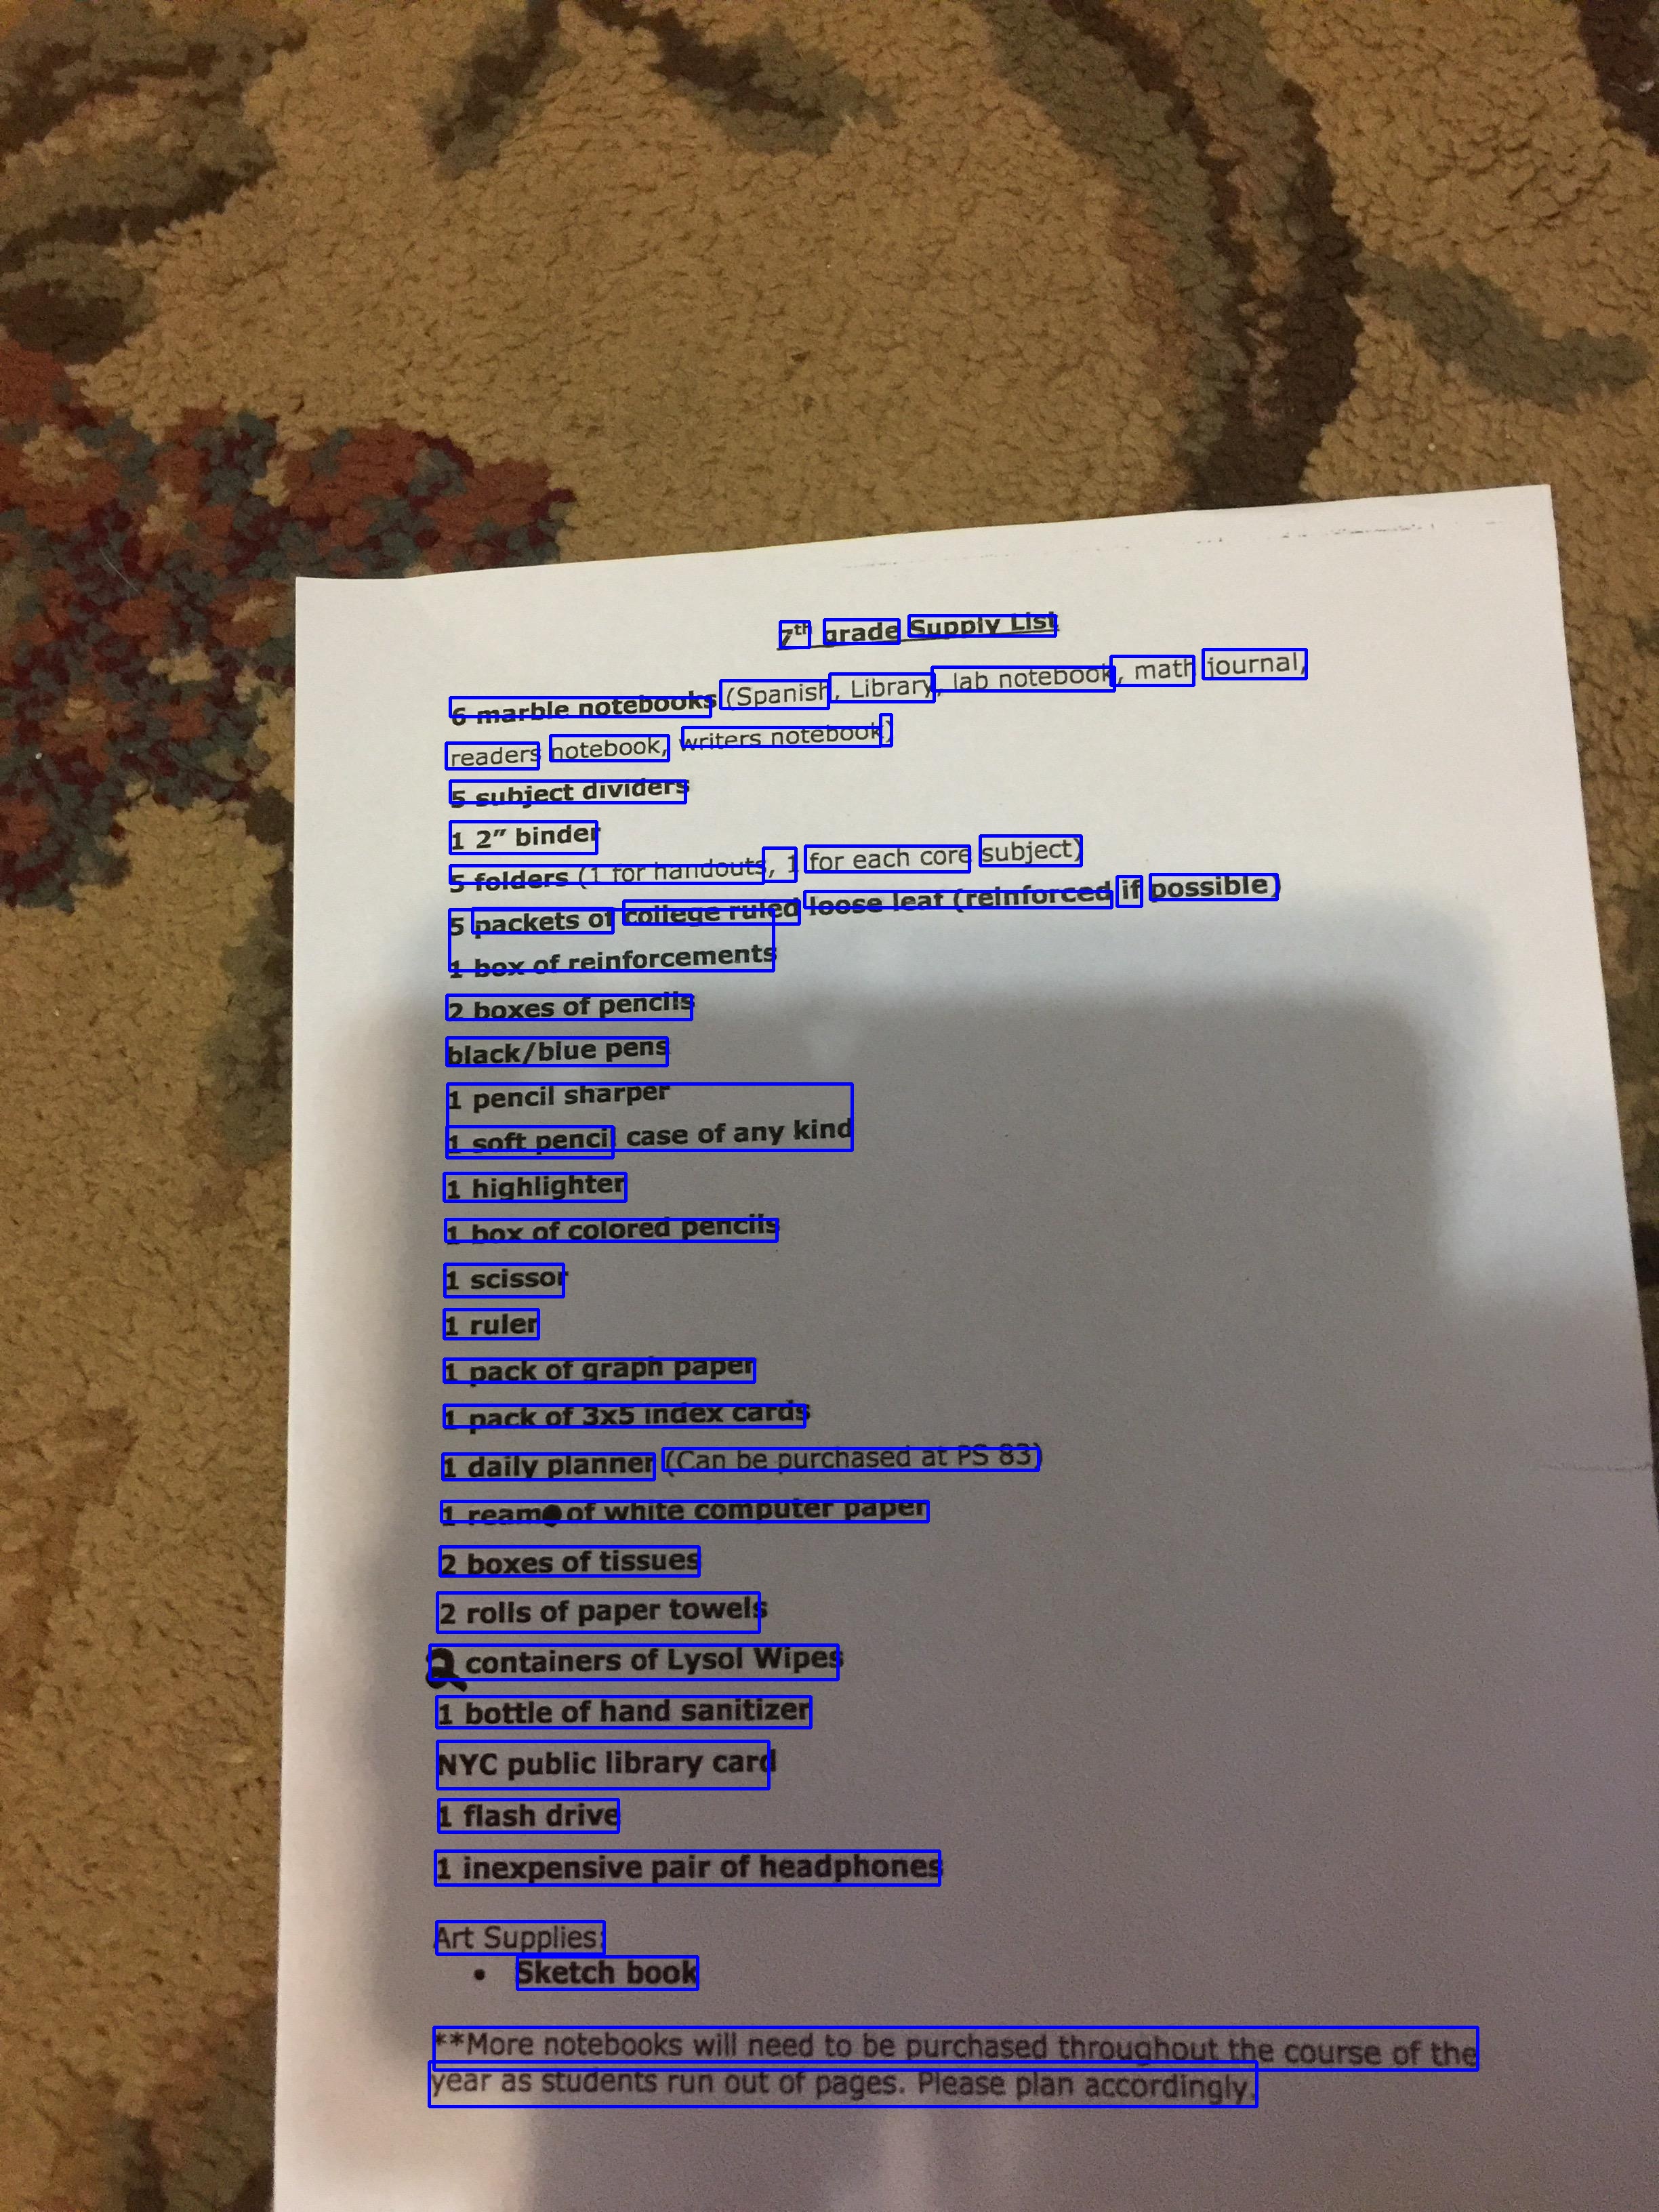 7th grade Supply List
6 marble notebooks (Spanish, Library, lab notebook, math journal,
readers notebook, writers notebook)
5 subject dividers
1 2” binder
5 folders (1 for handouts, 1 for each core subject)
5 packets of college ruled loose leaf (reinforced if possible)
1 box of reinforcements
2 boxes of pencils
black/blue pens
1 pencil sharper
1 soft pencil case of any kind
1 highlighter
1 box of colored pencils
1 scissor
1 ruler
1 pack of graph paper
1 pack of 3x5 index cards
1 daily planner (Can be purchased at PS 83)
1 ream of white computer paper
2 boxes of tissues
2 rolls of paper towels
2 containers of Lysol Wipes
1 bottle of hand sanitizer
NYC public library card
1 flash drive
1 inexpensive pair of headphones
Art Supplies:
• Sketch book
**More notebooks will need to be purchased throughout the course of the
year as students run out of pages. Please plan accordingly.